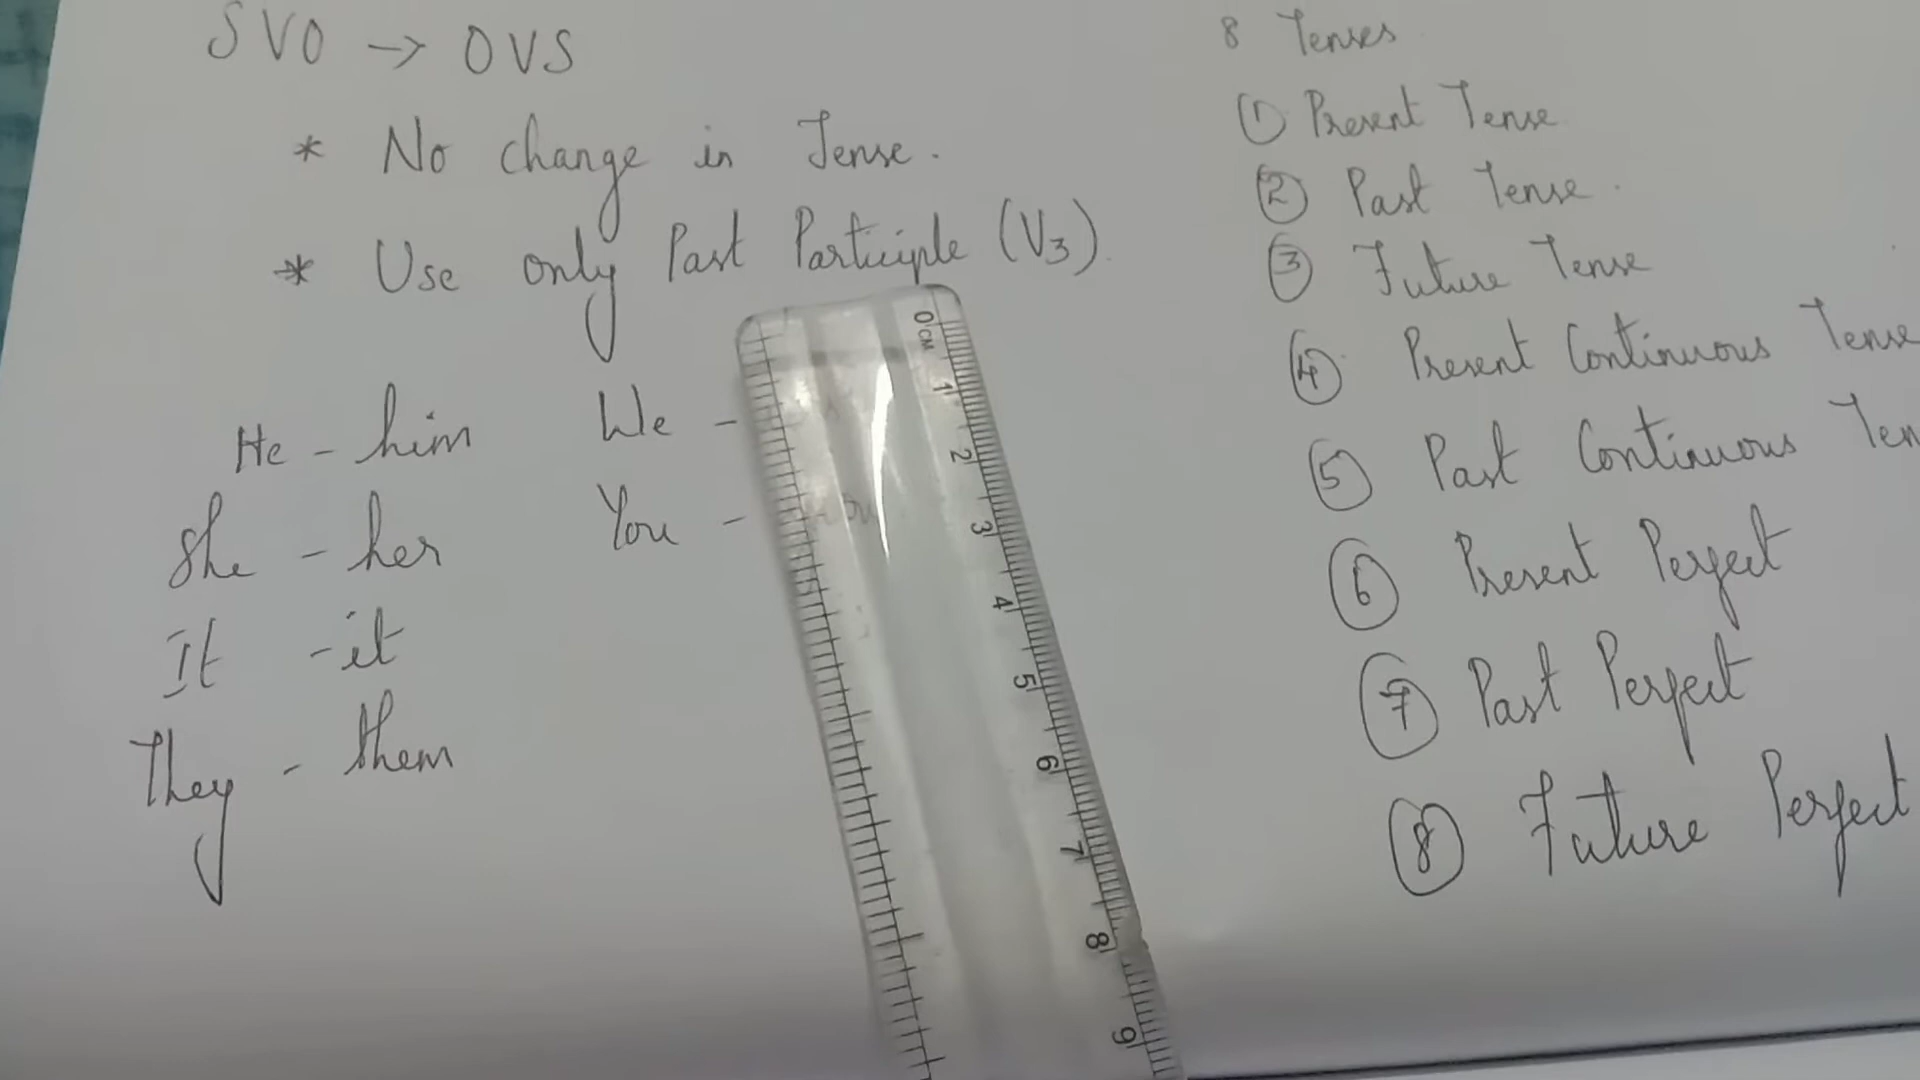 SVO → OVS
* No change in Tense.
* Use only Past Participle (V3).
He - him
She - her
It - it
They - them
We -
You -
8 Tenses
① Present Tense
② Past Tense.
③ Future Tense
④ Present Continuous Tense
⑤ Past Continuous Ten
⑥ Present Perfect
⑦ Past Perfect
⑧ Future Perfect
0 CM
1
2
3
4
5
6
7
8
9